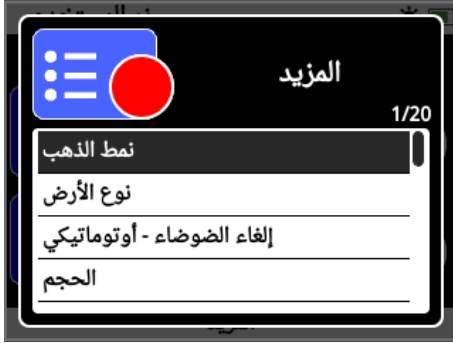 المزيد
1/20
نمط الذهب
نوع الأرض
إلغاء الضوضاء - أوتوماتيكي
الحجم